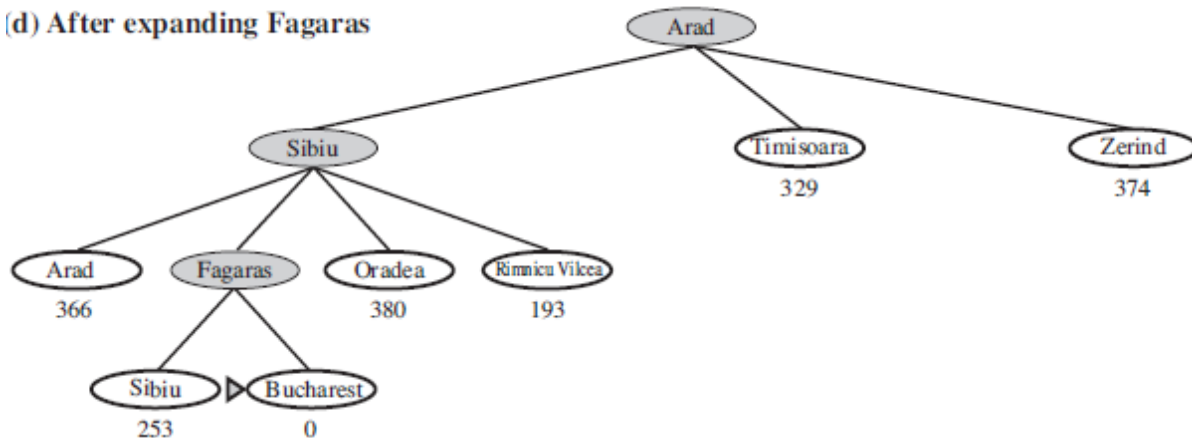 (d) After expanding Fagaras
Arad
Sibiu
Timisoara
Zerind
329
374
Arad
Fagaras
Oradea
Rimnicu Vilcea
366
380
193
Sibiu
Bucharest
253
0